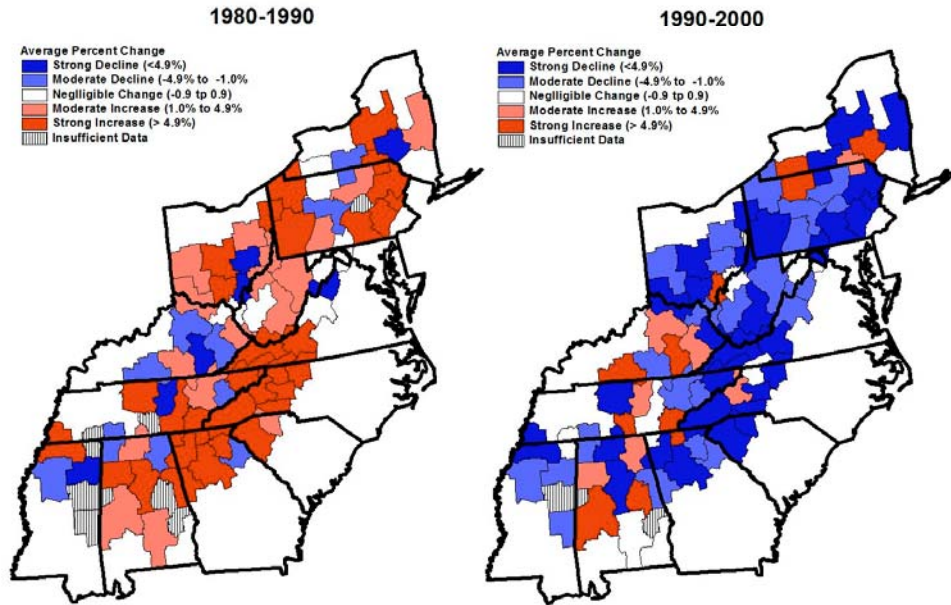 1980-1990
Average Percent Change
Strong Decline (<4.9%)
Moderate Decline (-4.9% to -1.0%)
Neglligible Change (-0.9 tp 0.9)
Moderate Increase (1.0% to 4.9%
Strong Increase (> 4.9%)
Insufficient Data
1990-2000
Average Percent Change
Strong Decline (<4.9%)
Moderate Decline (-4.9% to -1.0%
Neglligible Change (-0.9 tp 0.9)
Moderate Increase (1.0% to 4.9%
Strong Increase (> 4.9%)
Insufficient Data